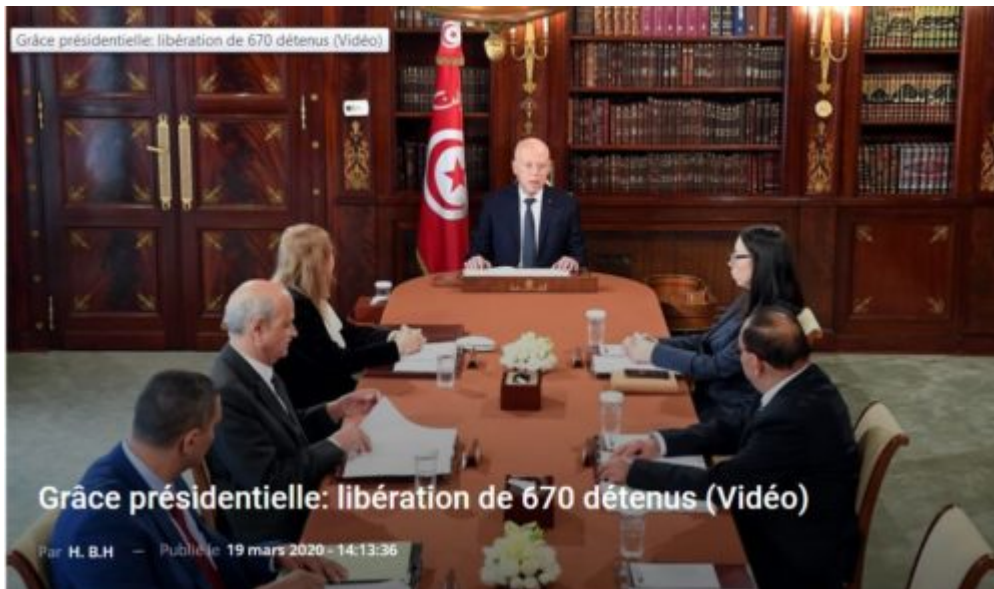 Grâce présidentielle: libération de 670 détenus (Vidéo)
Grâce présidentielle: libération de 670 détenus (Vidéo)
Par H. B.H — Publié le 19 mars 2020 - 14:13:36